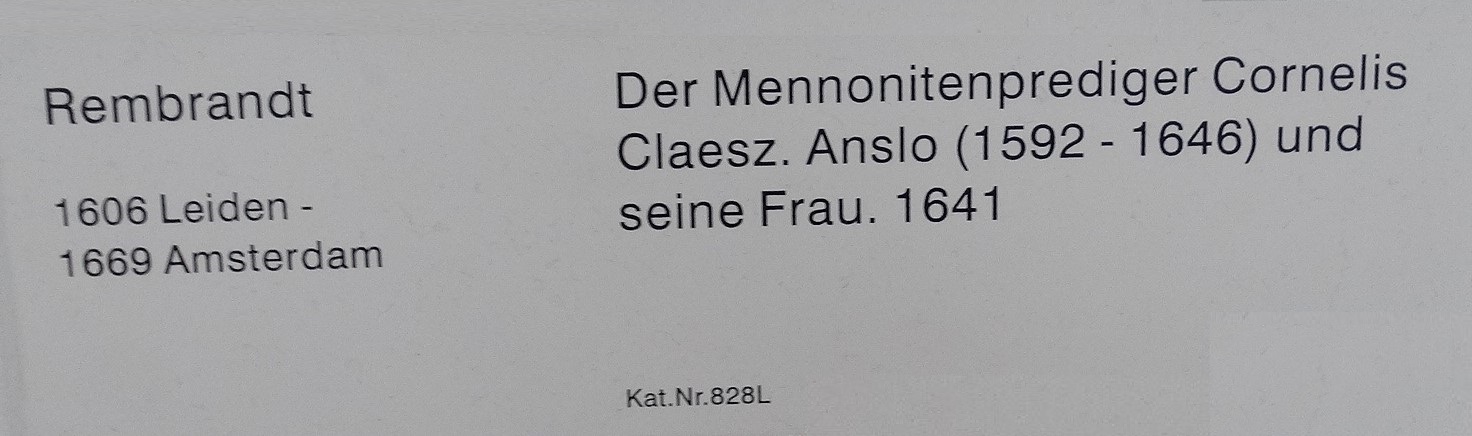 Rembrandt
1606 Leiden -
1669 Amsterdam
Der Mennonitenprediger Cornelis
Claesz. Anslo (1592 - 1646) und
seine Frau. 1641
Kat.Nr.828L